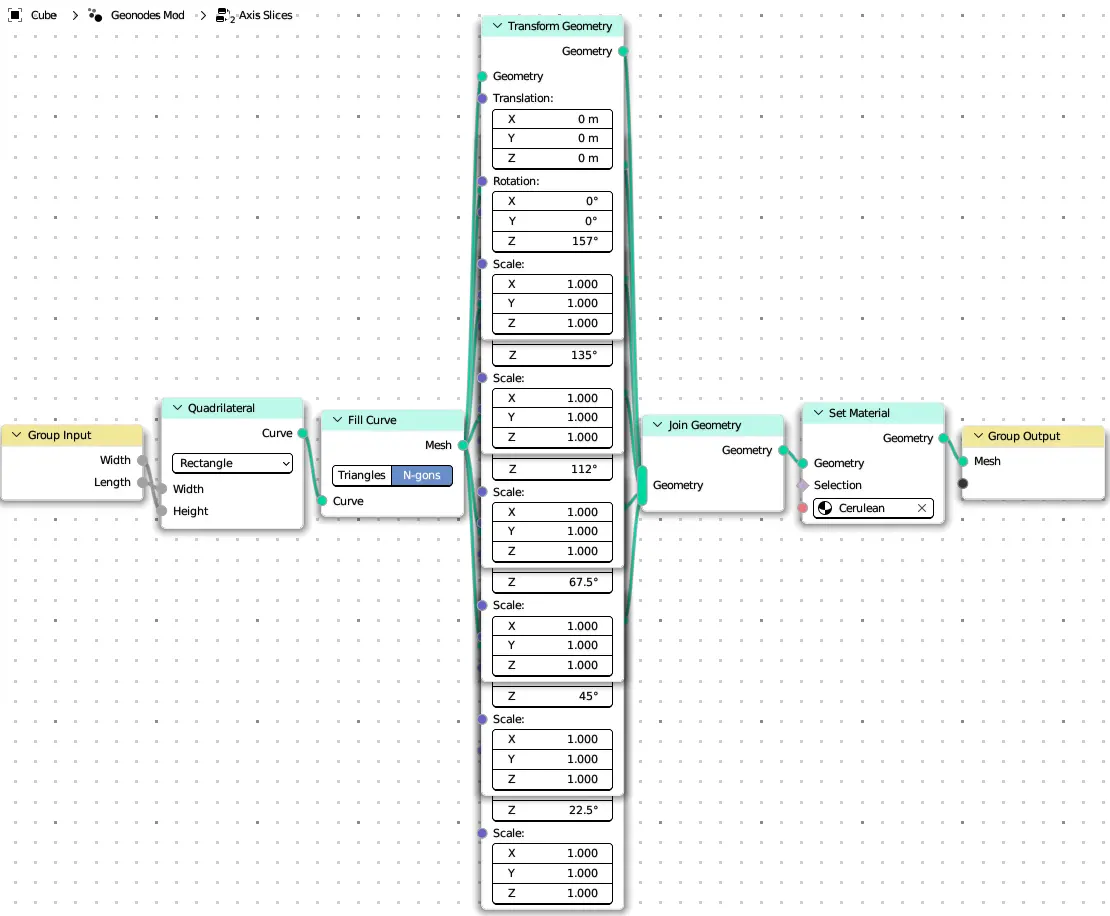 Cube > Geonodes Mod > 2 Axis Slices
Group Input
Width
Length
Quadrilateral
Curve
Rectangle
Width
Height
Fill Curve
Mesh
Triangles N-gons
Curve
Transform Geometry
Geometry
Geometry
Translation:
X 0 m
Y 0 m
Z 0 m
Rotation:
X 0°
Y 0°
Z 157°
Scale:
X 1.000
Y 1.000
Z 1.000
Z 135°
Scale:
X 1.000
Y 1.000
Z 1.000
Z 112°
Scale:
X 1.000
Y 1.000
Z 1.000
Z 67.5°
Scale:
X 1.000
Y 1.000
Z 1.000
Z 45°
Scale:
X 1.000
Y 1.000
Z 1.000
Z 22.5°
Scale:
X 1.000
Y 1.000
Z 1.000
Join Geometry
Geometry
Geometry
Set Material
Geometry
Geometry
Selection
Cerulean
Group Output
Mesh